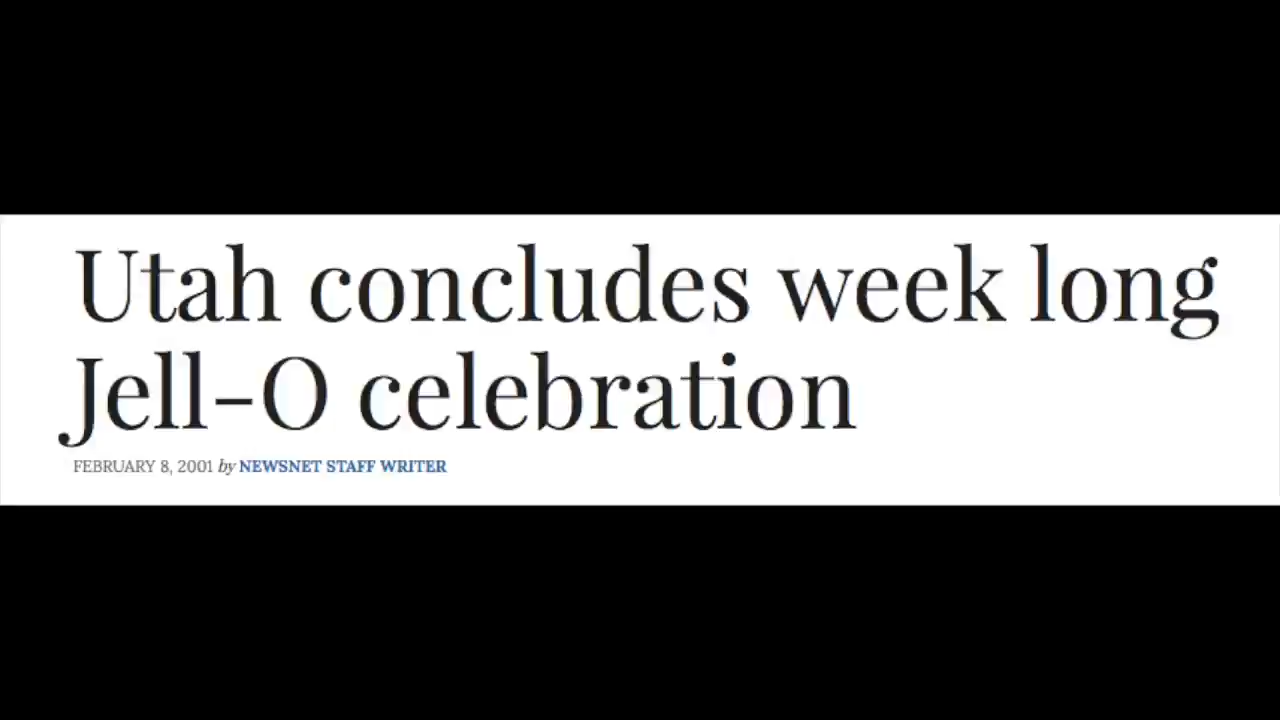 Utah concludes week long
Jell-O celebration
FEBRUARY 8, 2001 by NEWSNET STAFF WRITER